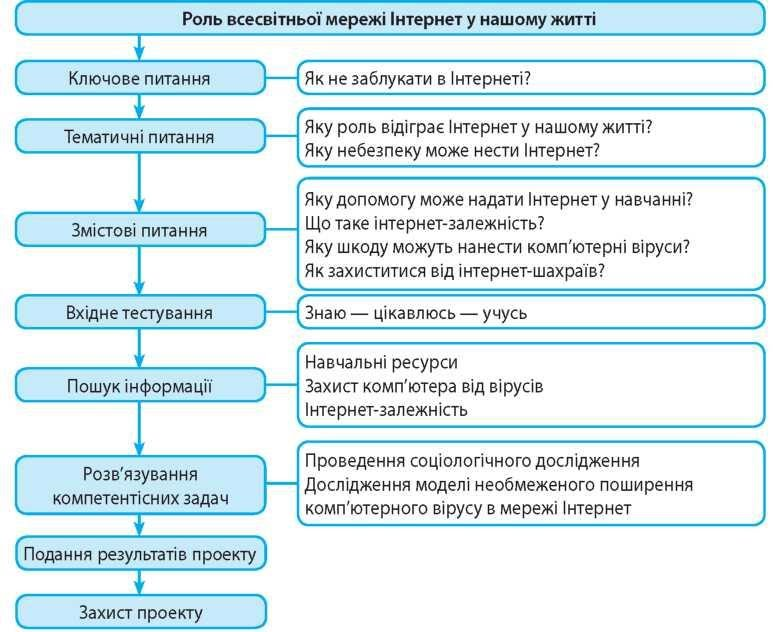 Роль всесвітньої мережі Інтернет у нашому житті
Ключове питання
Як не заблукати в Інтернеті?
Тематичні питання
Яку роль відіграє Інтернет у нашому житті?
Яку небезпеку може нести Інтернет?
Змістові питання
Яку допомогу може надати Інтернет у навчанні?
Що таке інтернет-залежність?
Яку шкоду можуть нанести комп’ютерні віруси?
Як захиститися від інтернет-шахраїв?
Вхідне тестування
Знаю — цікавлюсь — учусь
Пошук інформації
Навчальні ресурси
Захист комп’ютера від вірусів
Інтернет-залежність
Розв’язування
компетентісних задач
Проведення соціологічного дослідження
Дослідження моделі необмеженого поширення
комп’ютерного вірусу в мережі Інтернет
Подання результатів проекту
Захист проекту